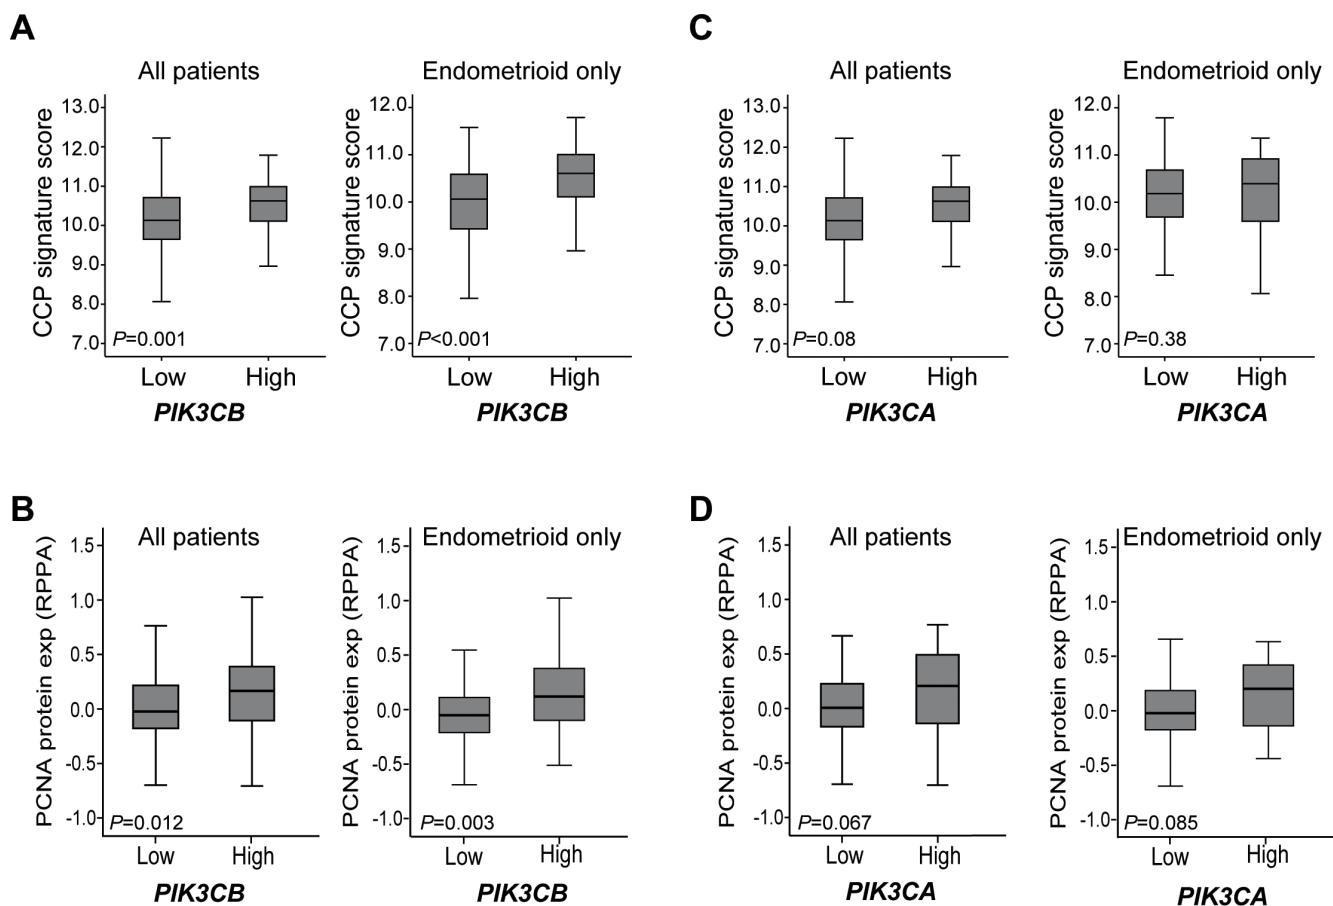 A
All patients
CCP signature score
13.0
12.0
11.0
10.0
9.0
8.0
7.0
P=0.001
Low
High
PIK3CB
Endometrioid only
CCP signature score
12.0
11.0
10.0
9.0
8.0
7.0
P<0.001
Low
High
PIK3CB
C
All patients
CCP signature score
13.0
12.0
11.0
10.0
9.0
8.0
7.0
P=0.08
Low
High
PIK3CA
Endometrioid only
CCP signature score
12.0
11.0
10.0
9.0
8.0
7.0
P=0.38
Low
High
PIK3CA
B
All patients
PCNA protein exp (RPPA)
1.5
1.0
0.5
0.0
-0.5
-1.0
P=0.012
Low
High
PIK3CB
Endometrioid only
PCNA protein exp (RPPA)
1.5
1.0
0.5
0.0
-0.5
-1.0
P=0.003
Low
High
PIK3CB
D
All patients
PCNA protein exp (RPPA)
1.5
1.0
0.5
0.0
-0.5
-1.0
P=0.067
Low
High
PIK3CA
Endometrioid only
PCNA protein exp (RPPA)
1.5
1.0
0.5
0.0
-0.5
-1.0
P=0.085
Low
High
PIK3CA